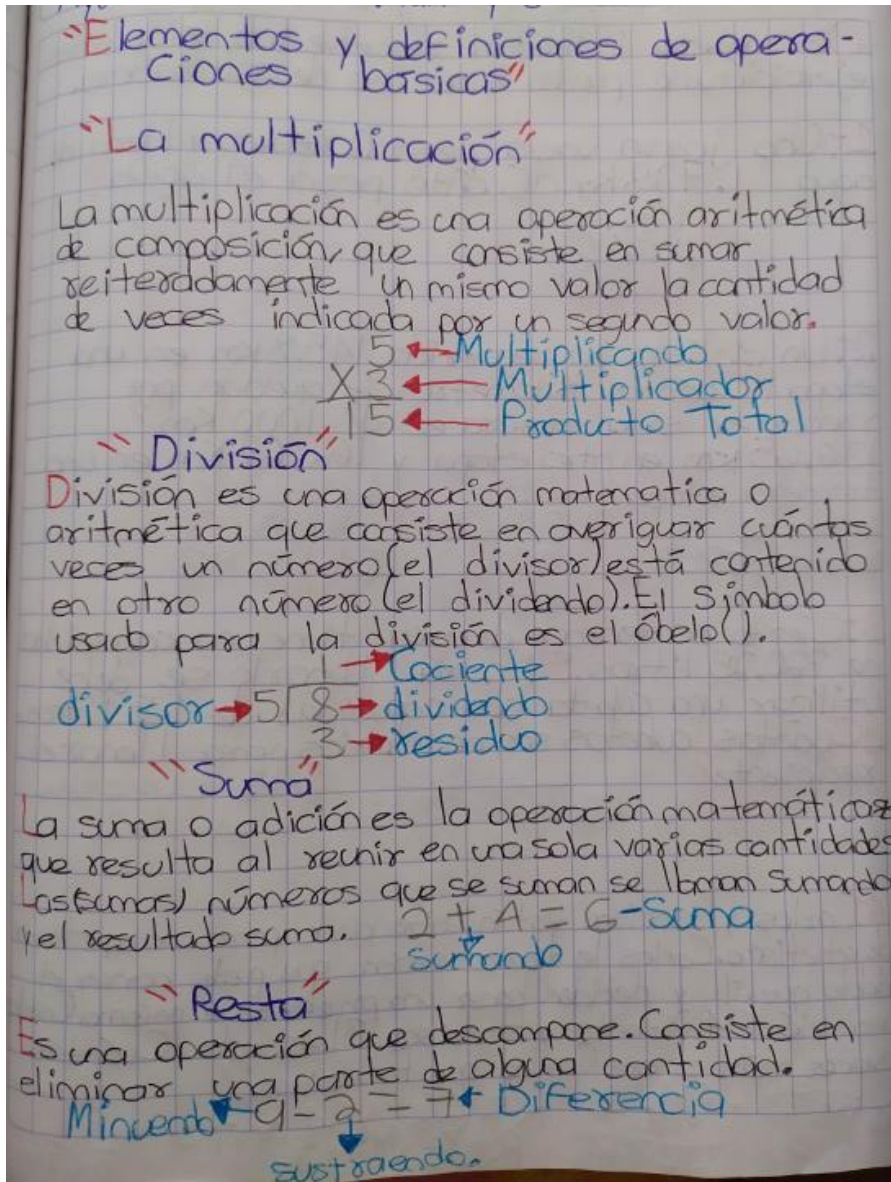 "Elementos y definiciones de opera-
ciones básicas"
"La multiplicación"
La multiplicación es una operación aritmética
de composición, que consiste en sumar
reiteradamente un mismo valor la cantidad
de veces indicada por un segundo valor.
5 ← Multiplicando
X3 ← Multiplicador
15 ← Producto Total
"División"
División es una operación matematica o
aritmética que consiste en averiguar cuántas
veces un número (el divisor) está contenido
en otro número (el dividendo). El Símbolo
usado para la división es el óbelo().
1 → Cociente
divisor → 5 8 → dividendo
3 → residuo
"Suma"
La suma o adición es la operación matemáticas
que resulta al reunir en una sola varias cantidades
Los(sumas) números que se suman se llaman Sumando
y el resultado suma. 2 + 4 = 6 - Suma
sumando
"Resta"
Es una operación que descompone. Consiste en
eliminar una parte de alguna cantidad.
Minuendo ← 9 - 2 = 7 ← Diferencia
sustraendo.